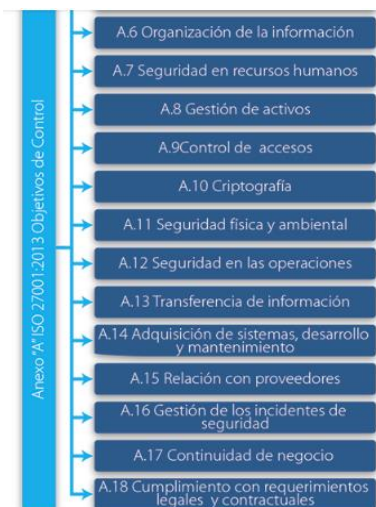 Anexo "A" ISO 27001:2013 Objetivos de Control
A.6 Organización de la información
A.7 Seguridad en recursos humanos
A.8 Gestión de activos
A.9Control de accesos
A.10 Criptografía
A.11 Seguridad física y ambiental
A.12 Seguridad en las operaciones
A.13 Transferencia de información
A.14 Adquisición de sistemas, desarrollo
y mantenimiento
A.15 Relación con proveedores
A.16 Gestión de los incidentes de
seguridad
A.17 Continuidad de negocio
A.18 Cumplimiento con requerimientos
legales y contractuales